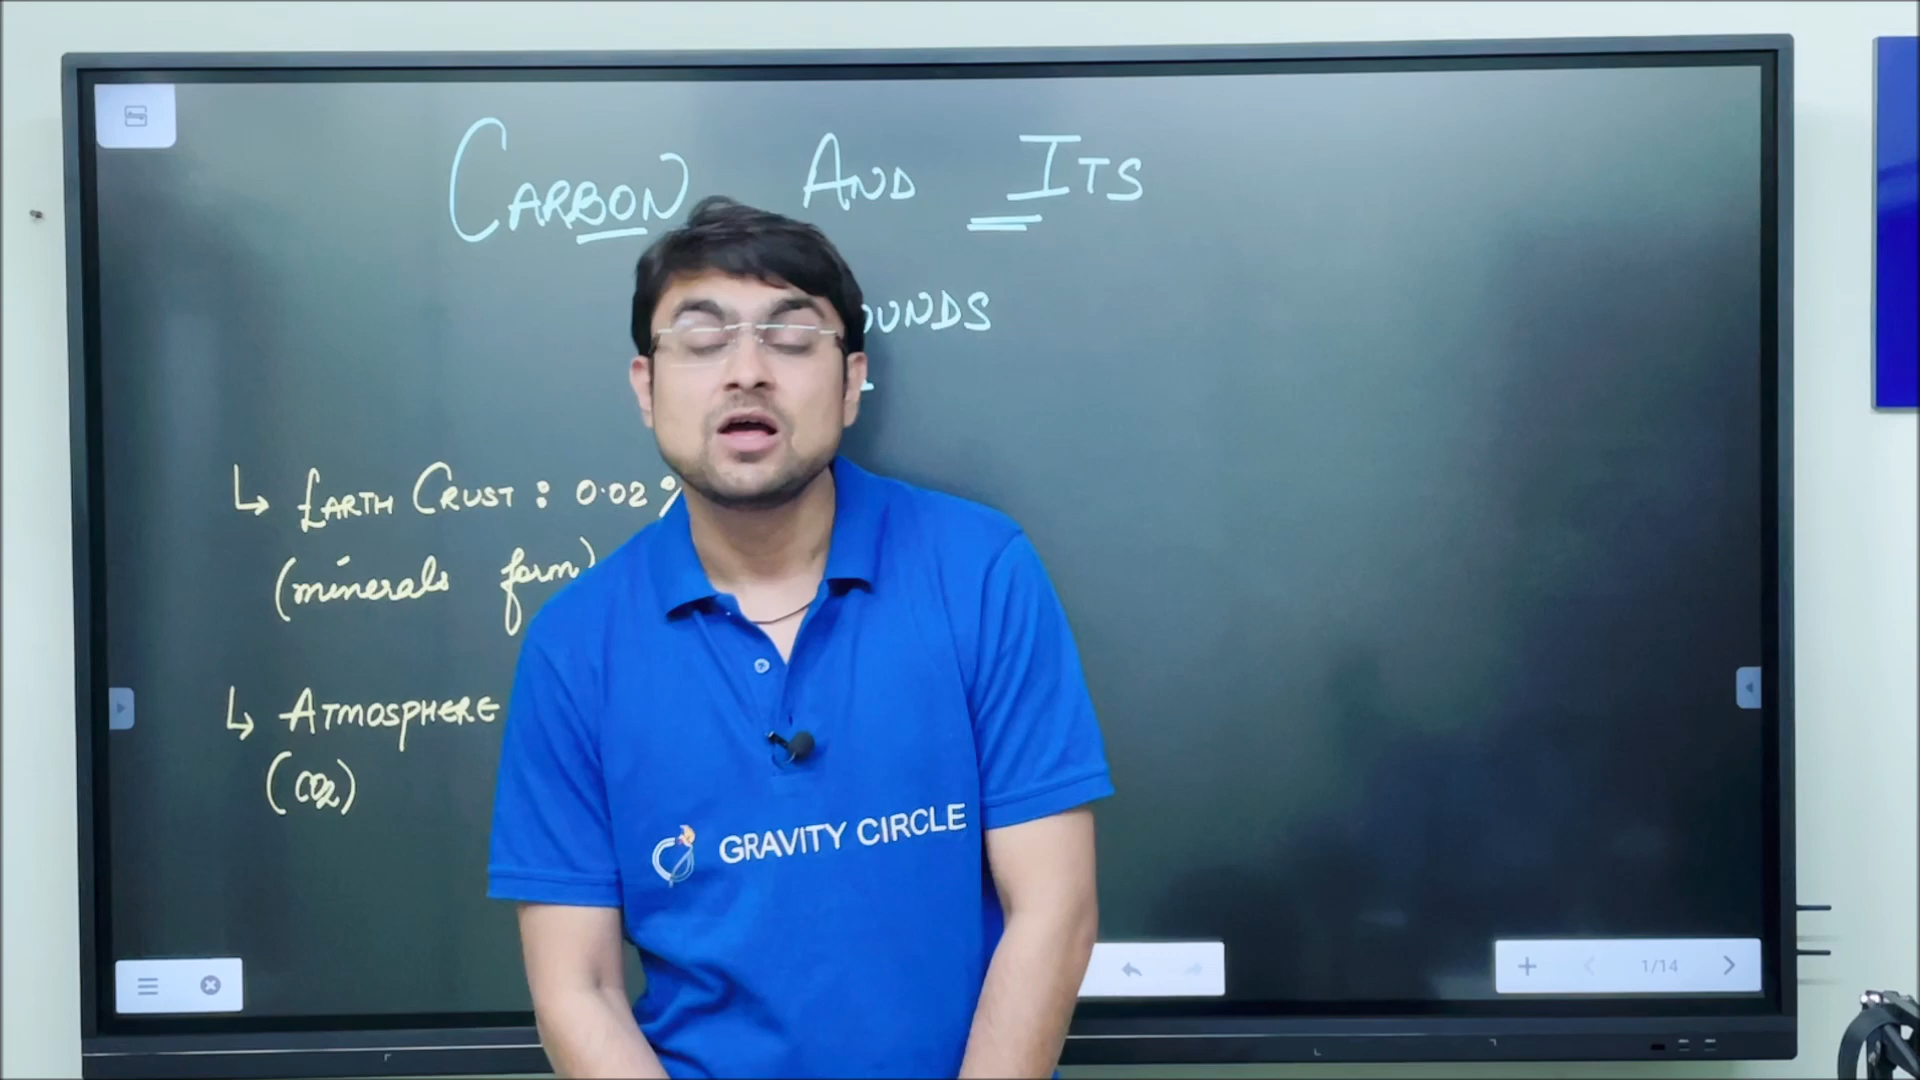 CARBON AND ITS
OUNDS
↳ EARTH CRUST : 0.02 %
(minerals form)
↳ ATMOSPHERE
(CO2)
GRAVITY CIRCLE
1/14